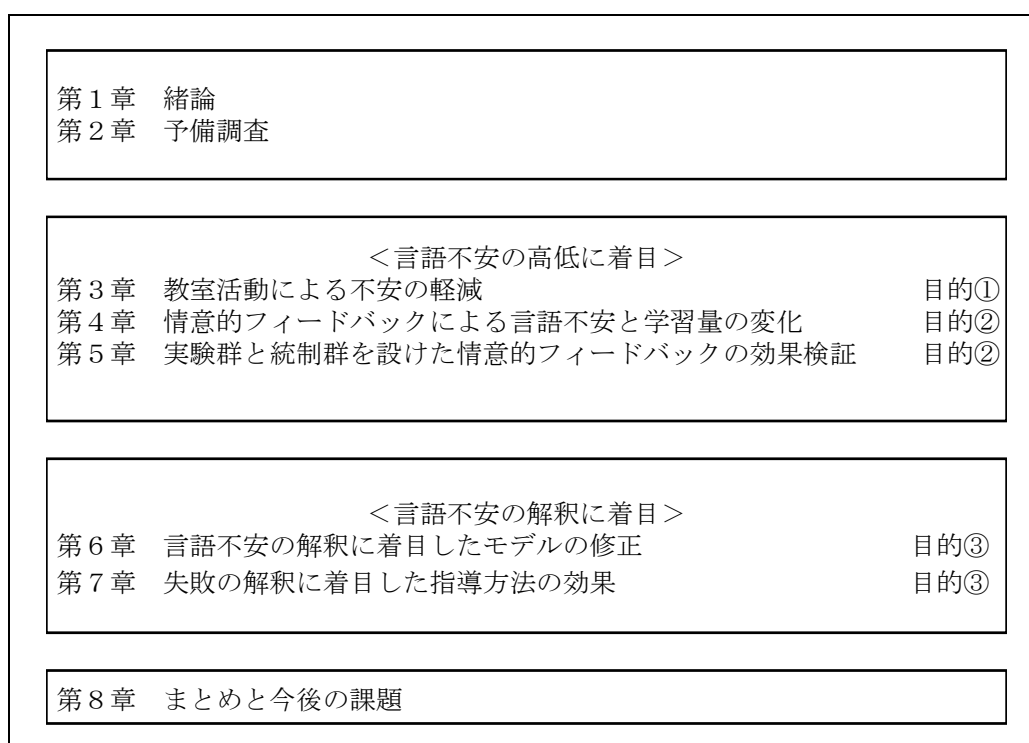 第１章　緒論
第２章　予備調査
＜言語不安の高低に着目＞
第３章　教室活動による不安の軽減　目的①
第４章　情意的フィードバックによる言語不安と学習量の変化　目的②
第５章　実験群と統制群を設けた情意的フィードバックの効果検証　目的②
＜言語不安の解釈に着目＞
第６章　言語不安の解釈に着目したモデルの修正　目的③
第７章　失敗の解釈に着目した指導方法の効果　目的③
第８章　まとめと今後の課題